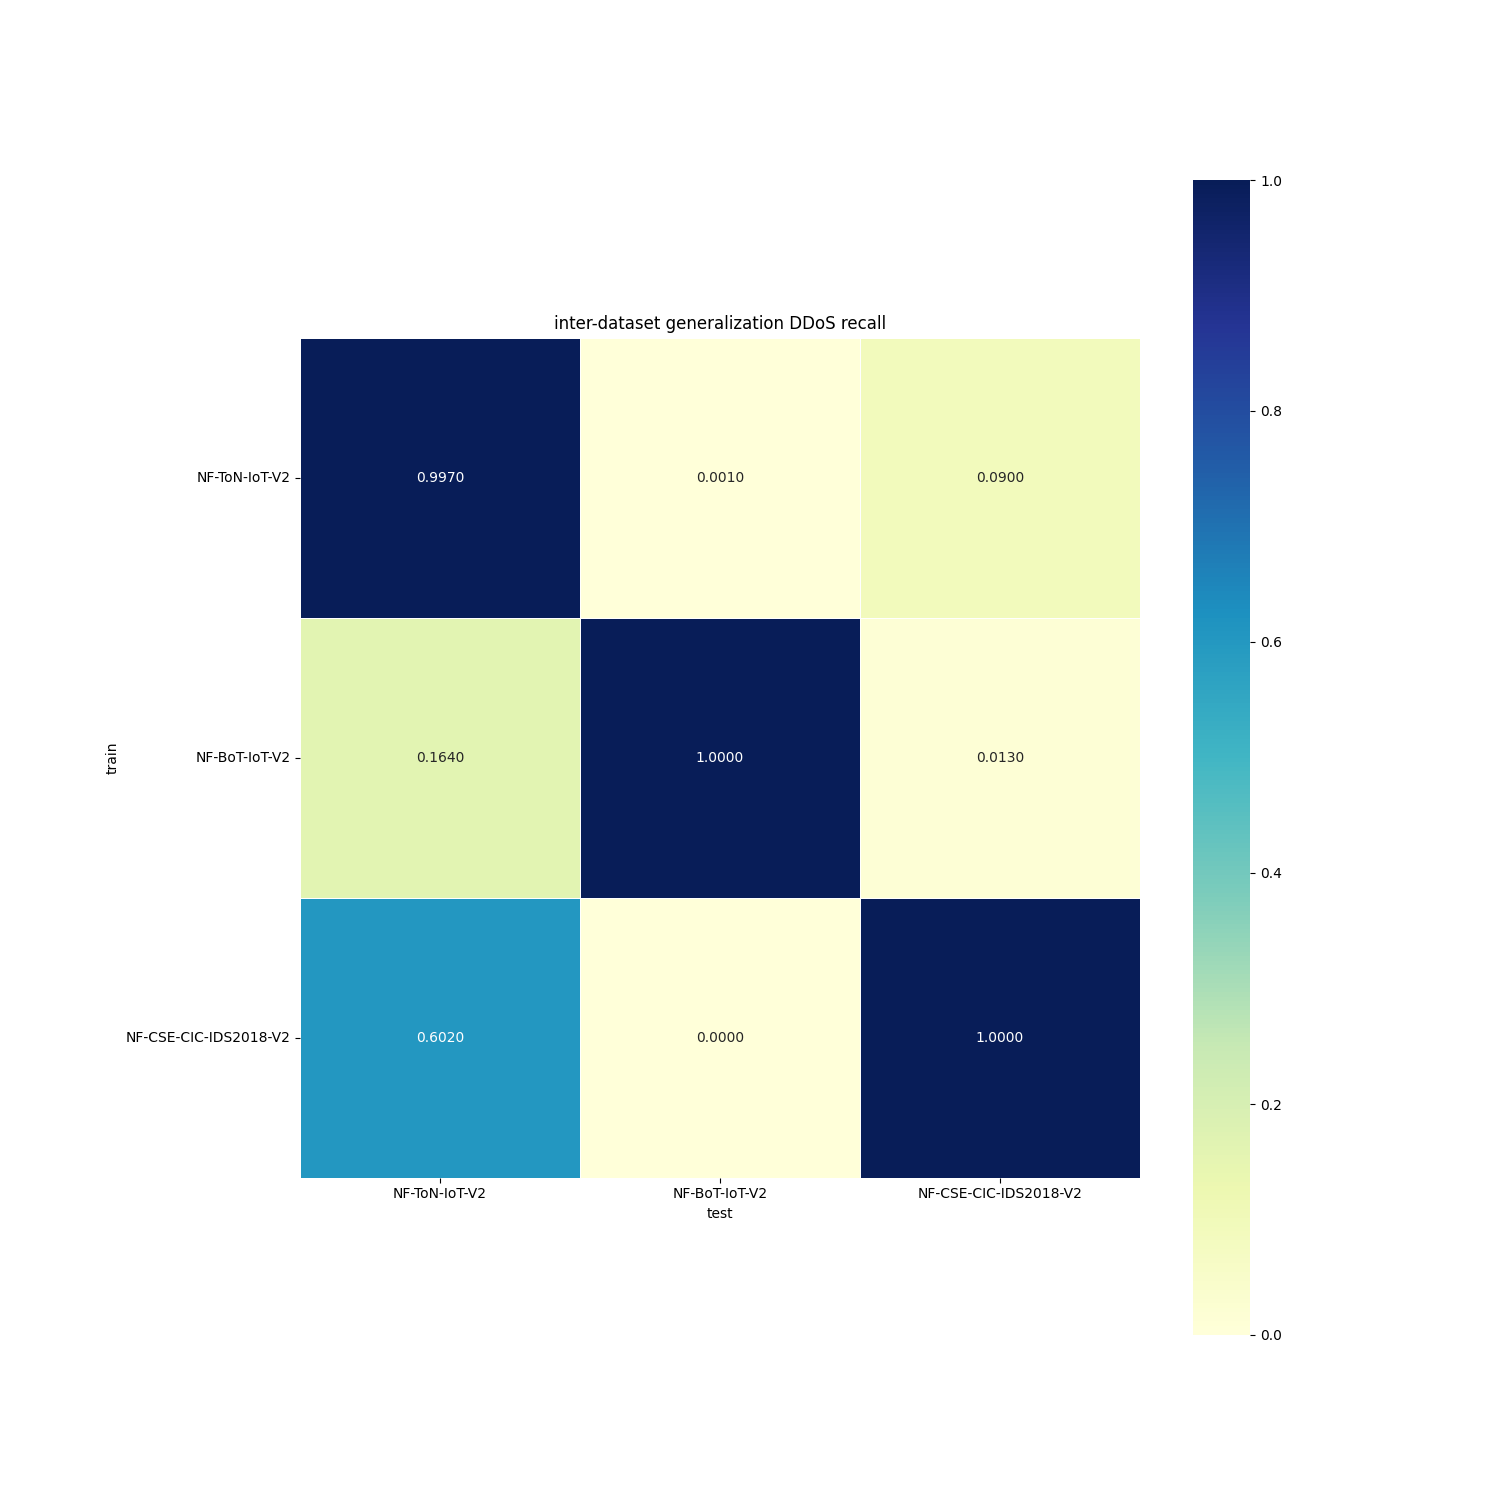 inter-dataset generalization DDoS recall
train
NF-ToN-IoT-V2
0.9970
0.0010
0.0900
NF-BoT-IoT-V2
0.1640
1.0000
0.0130
NF-CSE-CIC-IDS2018-V2
0.6020
0.0000
1.0000
NF-ToN-IoT-V2
NF-BoT-IoT-V2
NF-CSE-CIC-IDS2018-V2
test
1.0
0.8
0.6
0.4
0.2
0.0